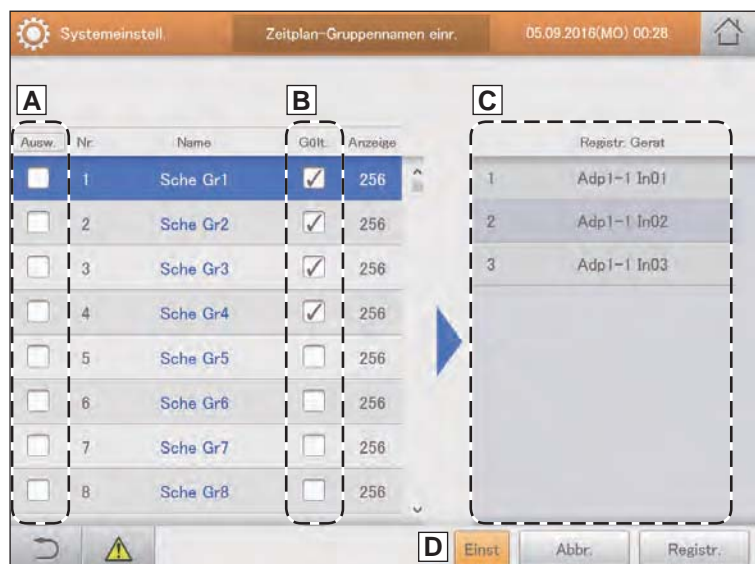 Systemeinstell. Zeitplan-Gruppennamen einr. 05.09.2016(MO) 00:28
A B C
Ausw. Nr. Name Gült. Anzeige Registr. Gerät
1 Sche Gr1 256 1 Adp1-1 In01
2 Sche Gr2 256 2 Adp1-1 In02
3 Sche Gr3 256 3 Adp1-1 In03
4 Sche Gr4 256
5 Sche Gr5 256
6 Sche Gr6 256
7 Sche Gr7 256
8 Sche Gr8 256
D Einst Abbr. Registr.